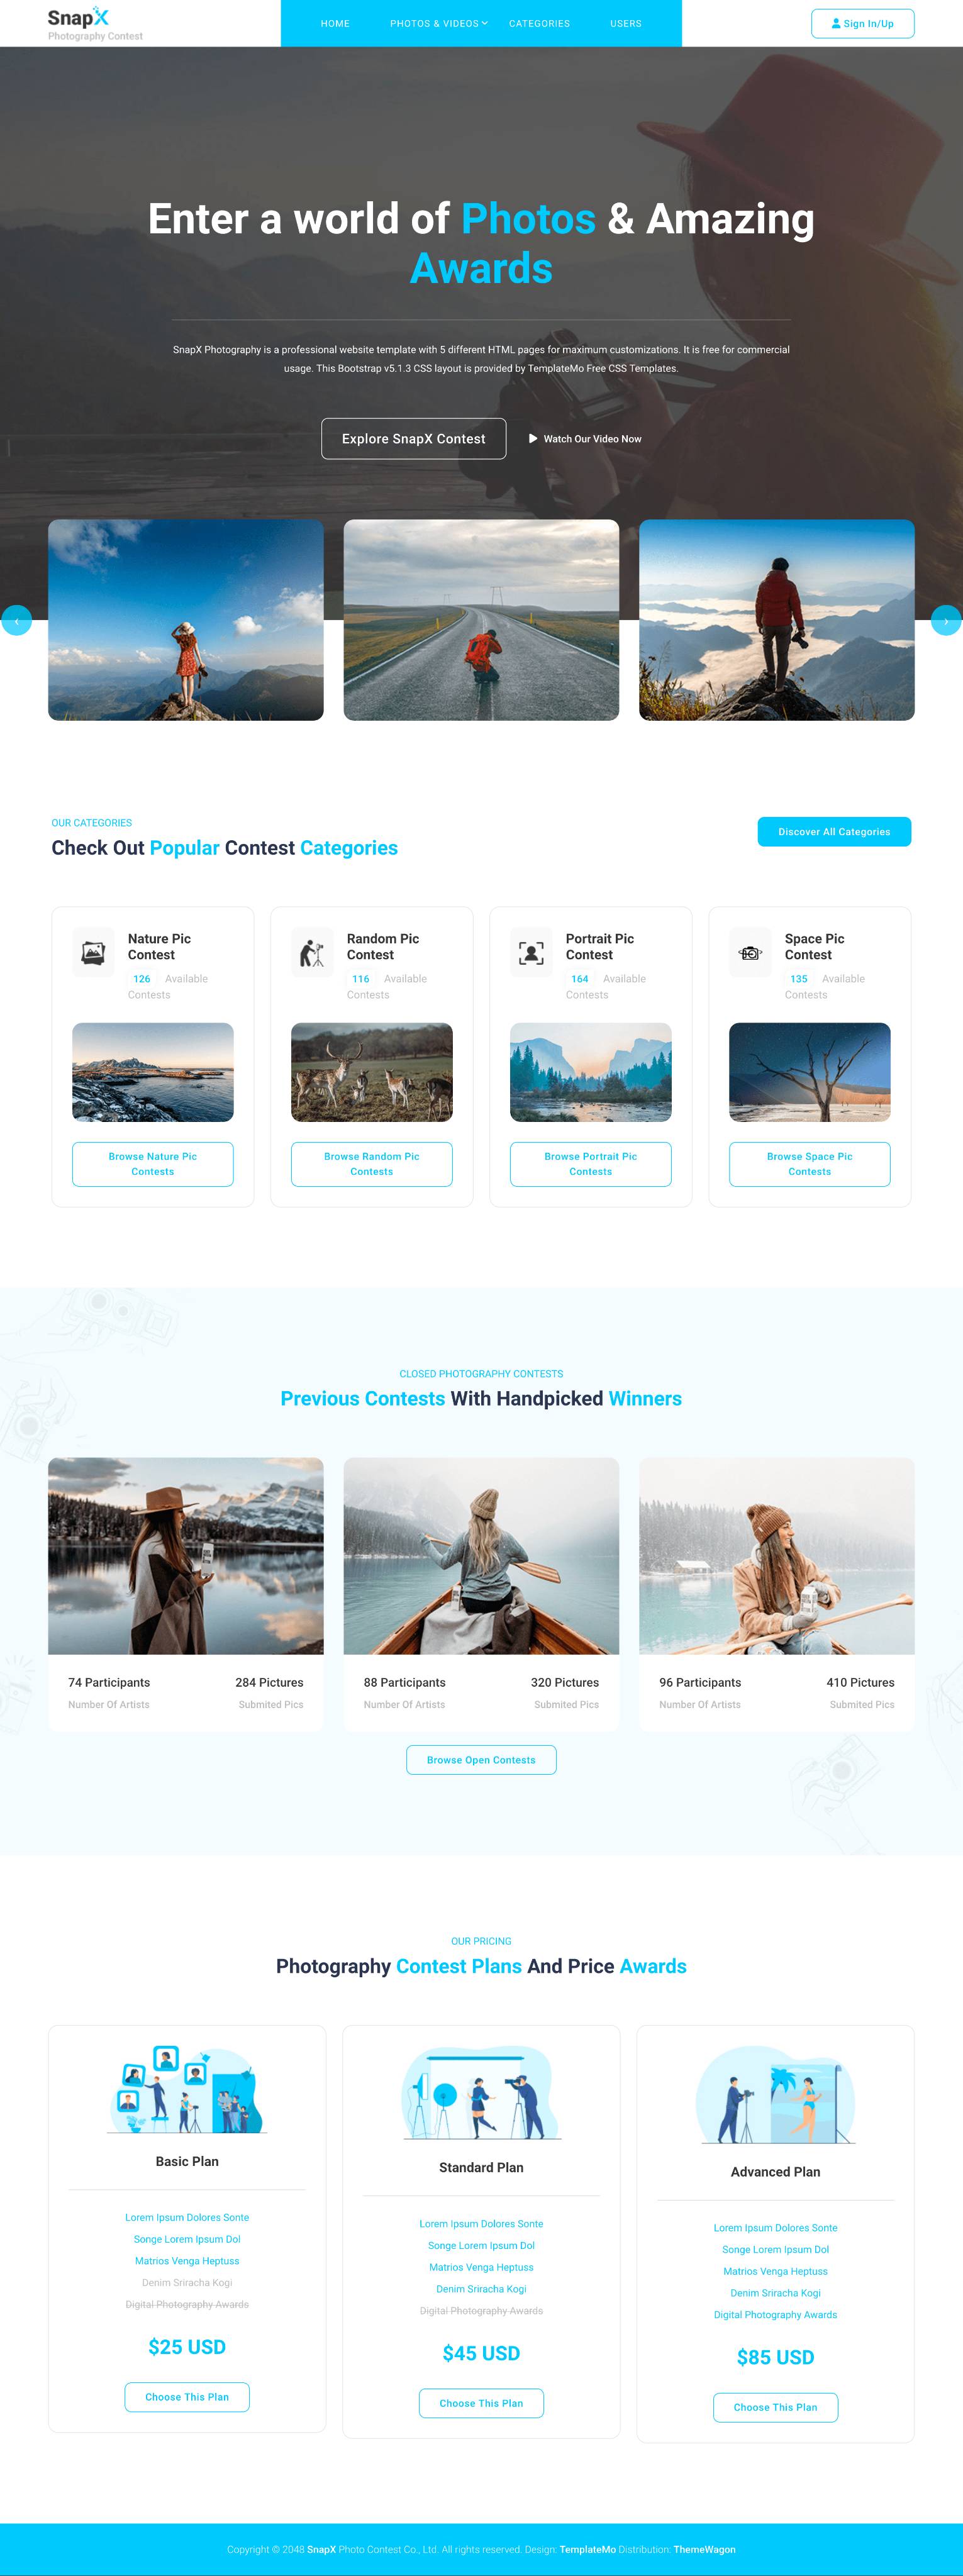 SnapX
Photography Contest
HOME
PHOTOS & VIDEOS
CATEGORIES
USERS
Sign In/Up
Enter a world of Photos & Amazing
Awards
SnapX Photography is a professional website template with 5 different HTML pages for maximum customizations. It is free for commercial
usage. This Bootstrap v5.1.3 CSS layout is provided by TemplateMo Free CSS Templates.
Explore SnapX Contest
Watch Our Video Now
OUR CATEGORIES
Check Out Popular Contest Categories
Discover All Categories
Nature Pic
Contest
126 Available
Contests
Browse Nature Pic
Contests
Random Pic
Contest
116 Available
Contests
Browse Random Pic
Contests
Portrait Pic
Contest
164 Available
Contests
Browse Portrait Pic
Contests
Space Pic
Contest
135 Available
Contests
Browse Space Pic
Contests
CLOSED PHOTOGRAPHY CONTESTS
Previous Contests With Handpicked Winners
74 Participants
Number Of Artists
284 Pictures
Submited Pics
88 Participants
Number Of Artists
320 Pictures
Submited Pics
96 Participants
Number Of Artists
410 Pictures
Submited Pics
Browse Open Contests
OUR PRICING
Photography Contest Plans And Price Awards
Basic Plan
Lorem Ipsum Dolores Sonte
Songe Lorem Ipsum Dol
Matrios Venga Heptuss
Denim Sriracha Kogi
Digital Photography Awards
$25 USD
Choose This Plan
Standard Plan
Lorem Ipsum Dolores Sonte
Songe Lorem Ipsum Dol
Matrios Venga Heptuss
Denim Sriracha Kogi
Digital Photography Awards
$45 USD
Choose This Plan
Advanced Plan
Lorem Ipsum Dolores Sonte
Songe Lorem Ipsum Dol
Matrios Venga Heptuss
Denim Sriracha Kogi
Digital Photography Awards
$85 USD
Choose This Plan
Copyright © 2048 SnapX Photo Contest Co., Ltd. All rights reserved. Design: TemplateMo Distribution: ThemeWagon